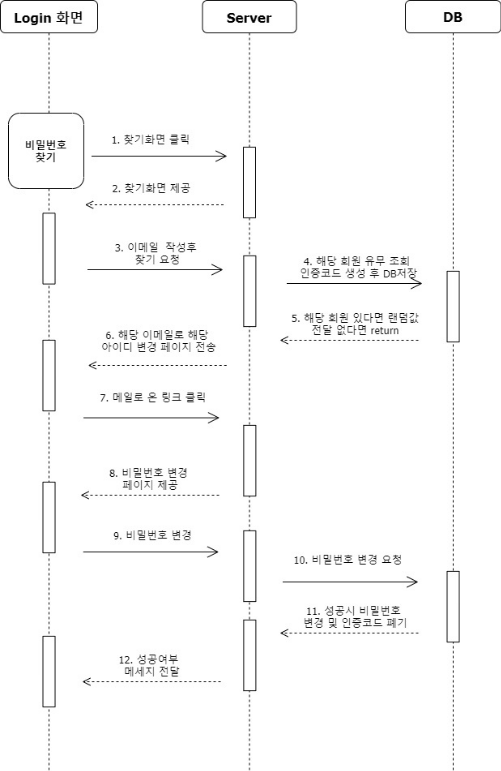 Login 화면
Server
DB
비밀번호
찾기
1. 찾기화면 클릭
2. 찾기화면 제공
3. 이메일 작성후
찾기 요청
4. 해당 회원 유무 조회
인증코드 생성 후 DB저장
5. 해당 회원 있다면 랜덤값
전달 없다면 return
6. 해당 이메일로 해당
아이디 변경 페이지 전송
7. 메일로 온 링크 클릭
8. 비밀번호 변경
페이지 제공
9. 비밀번호 변경
10. 비밀번호 변경 요청
11. 성공시 비밀번호
변경 및 인증코드 폐기
12. 성공여부
메세지 전달